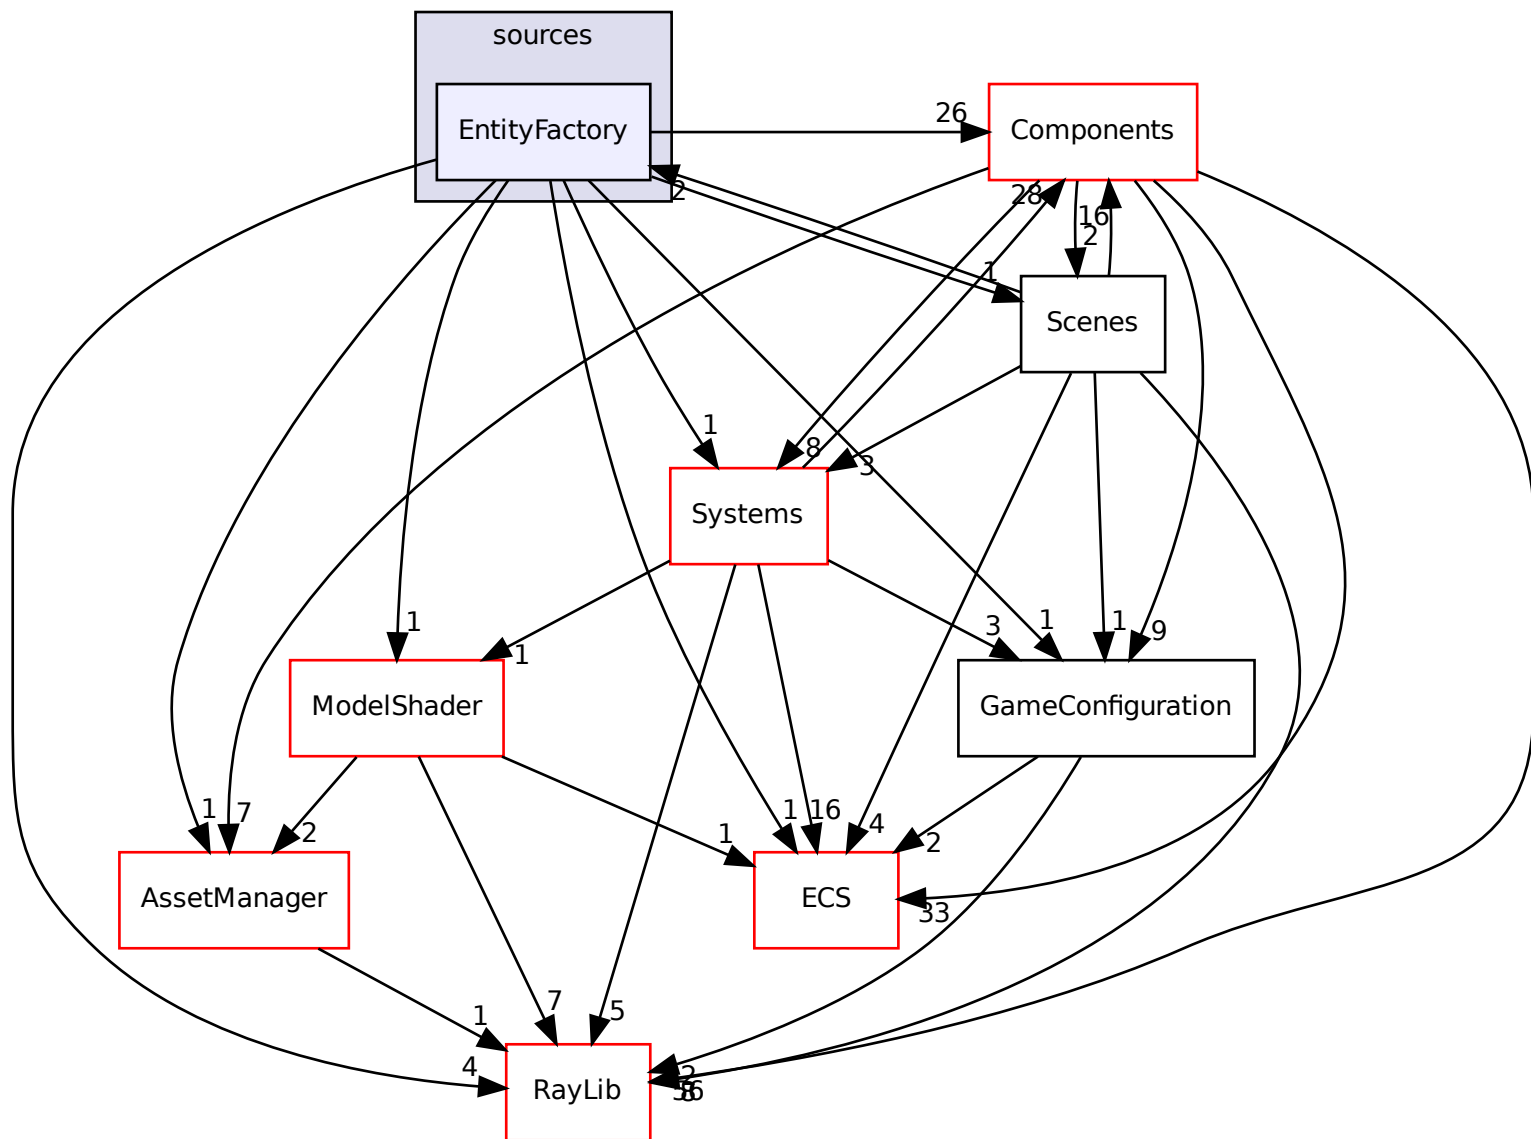 sources
EntityFactory
26
Components
2
28
16
2
1
Scenes
1
8
3
Systems
1
1
3
1
1
9
ModelShader
GameConfiguration
1
7
2
1
1
16
4
2
AssetManager
ECS
33
1
7
5
4
2
RayLib